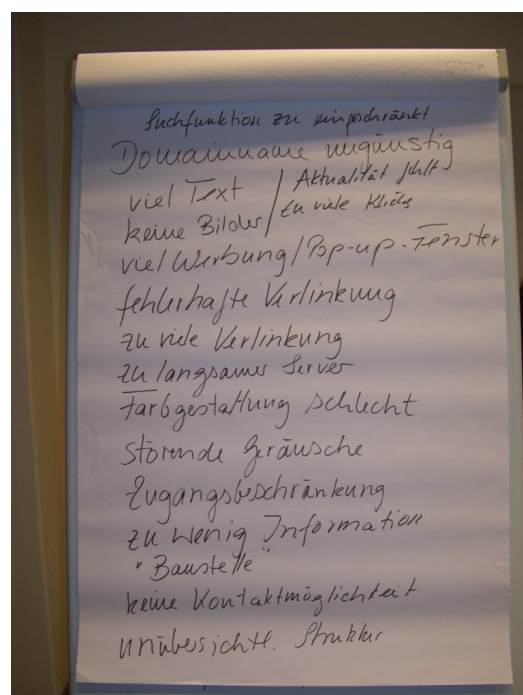 Suchfunktion zu eingeschränkt
Domainname ungünstig
viel Text / Aktualität fehlt
keine Bilder / zu viele Klicks
viel Werbung / Pop-up-Fenster
fehlerhafte Verlinkung
zu viele Verlinkung
zu langsamer Server
Farbgestaltung schlecht
störende Geräusche
Zugangsbeschränkung
zu wenig Information
"Baustelle"
keine Kontaktmöglichkeit
unübersichtl. Struktur